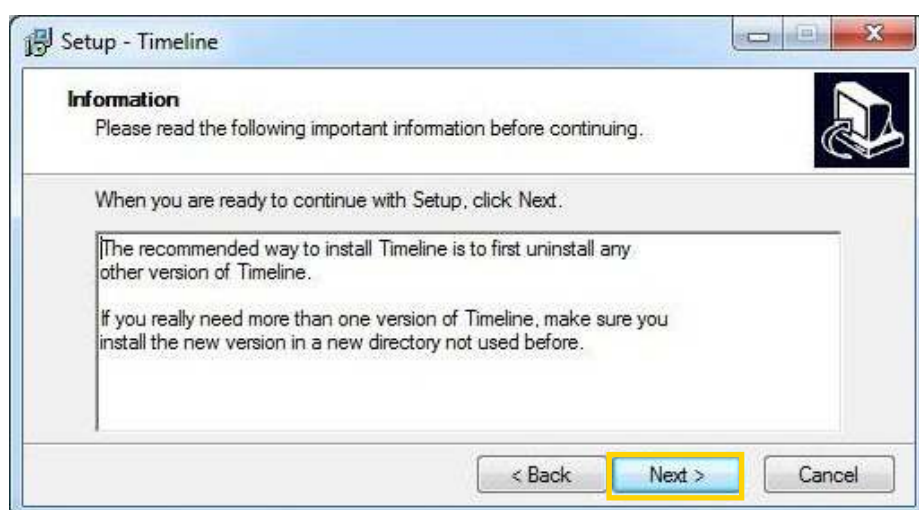 Setup - Timeline
Information
Please read the following important information before continuing.
When you are ready to continue with Setup, click Next.
The recommended way to install Timeline is to first uninstall any
other version of Timeline.
If you really need more than one version of Timeline, make sure you
install the new version in a new directory not used before.
< Back
Next >
Cancel